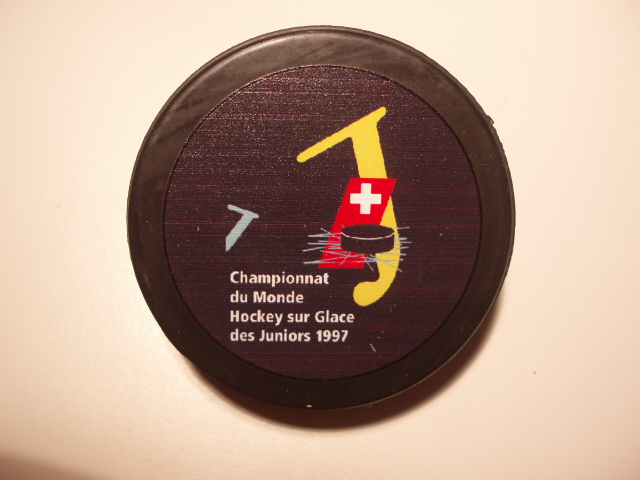 Championnat
du Monde
Hockey sur Glace
des Juniors 1997